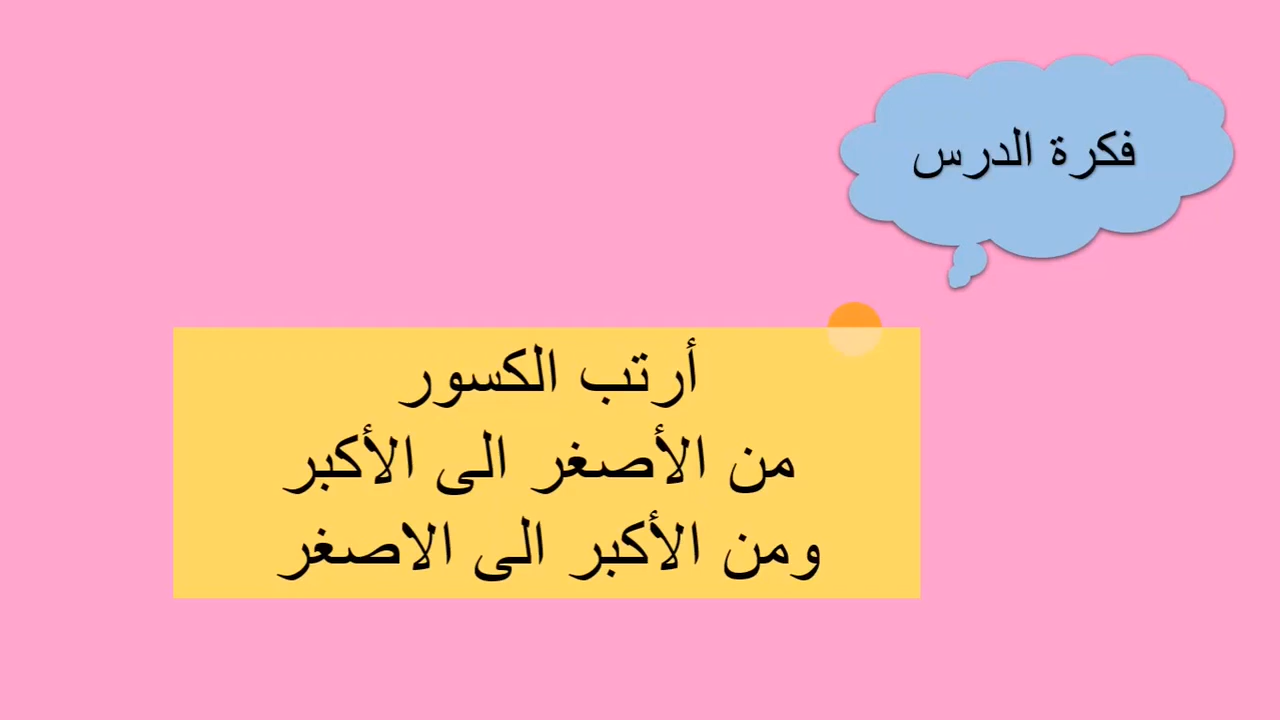 فكرة الدرس
أرتب الكسور
من الأصغر الى الأكبر
ومن الأكبر الى الاصغر